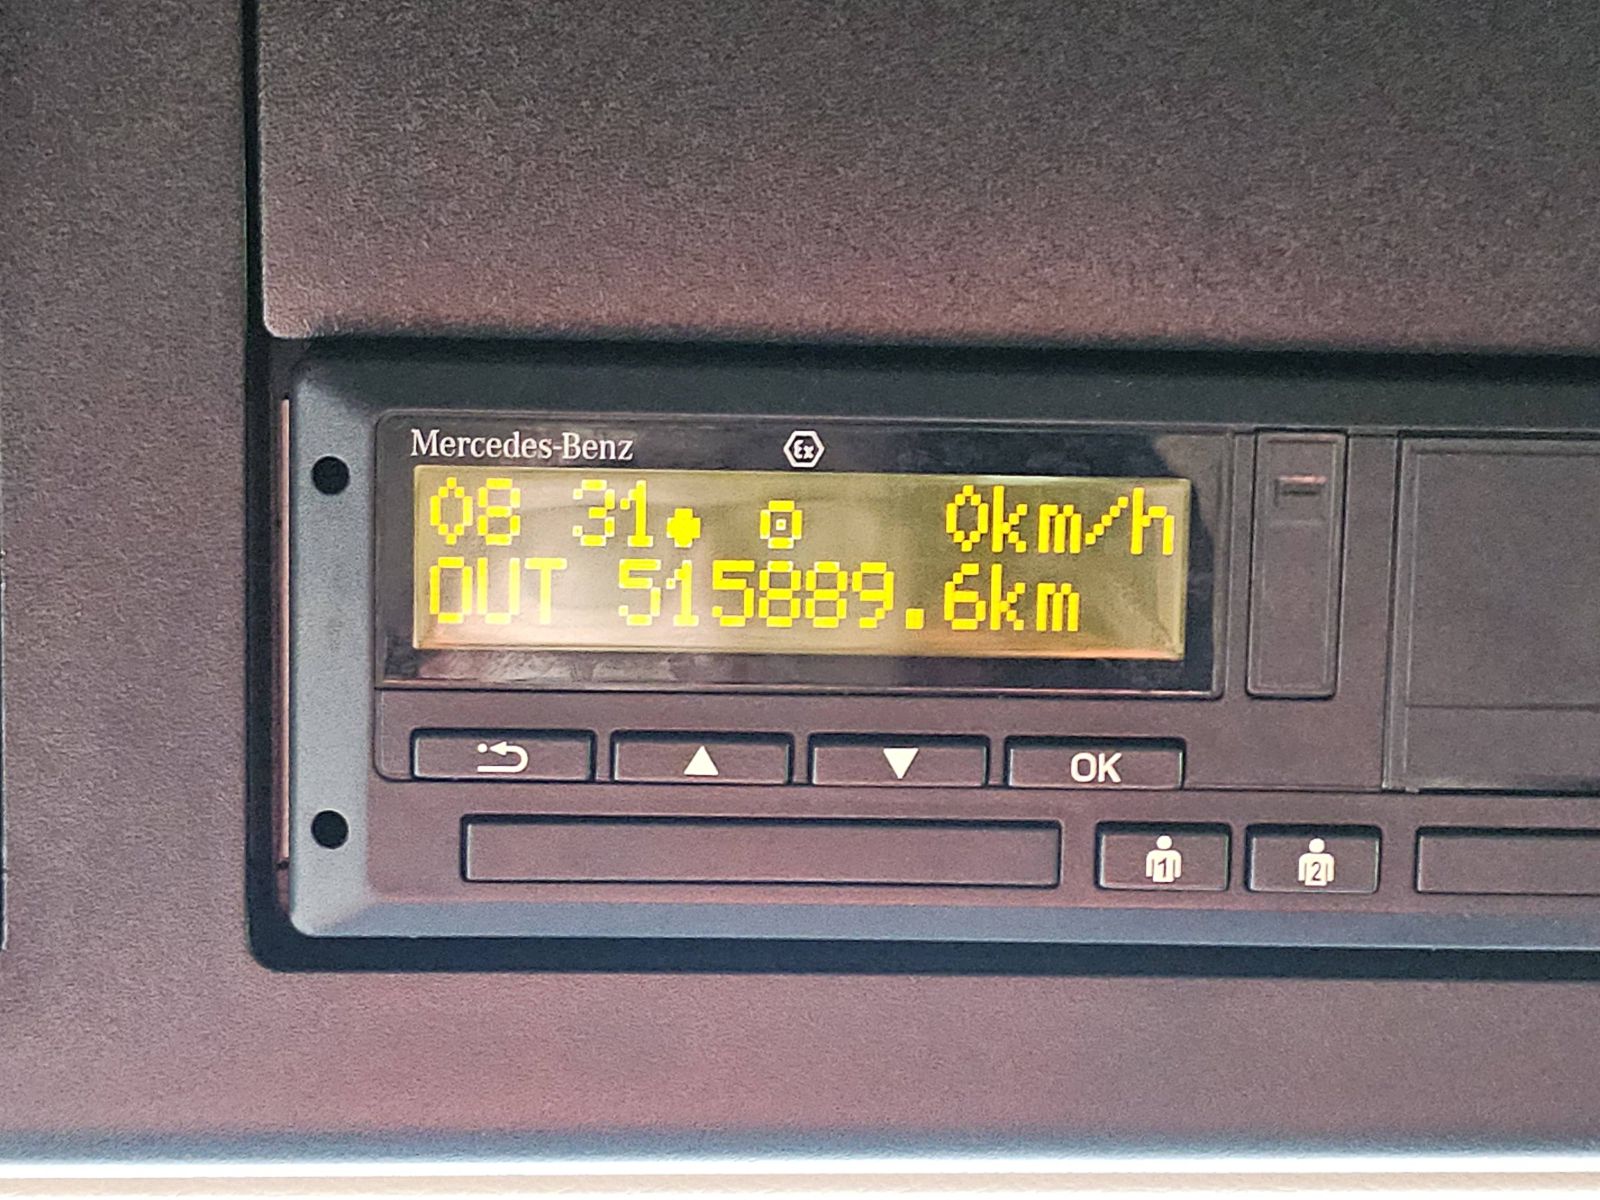 Mercedes-Benz
Ex
08 31 0km/h
OUT 515889.6km
OK
1 2